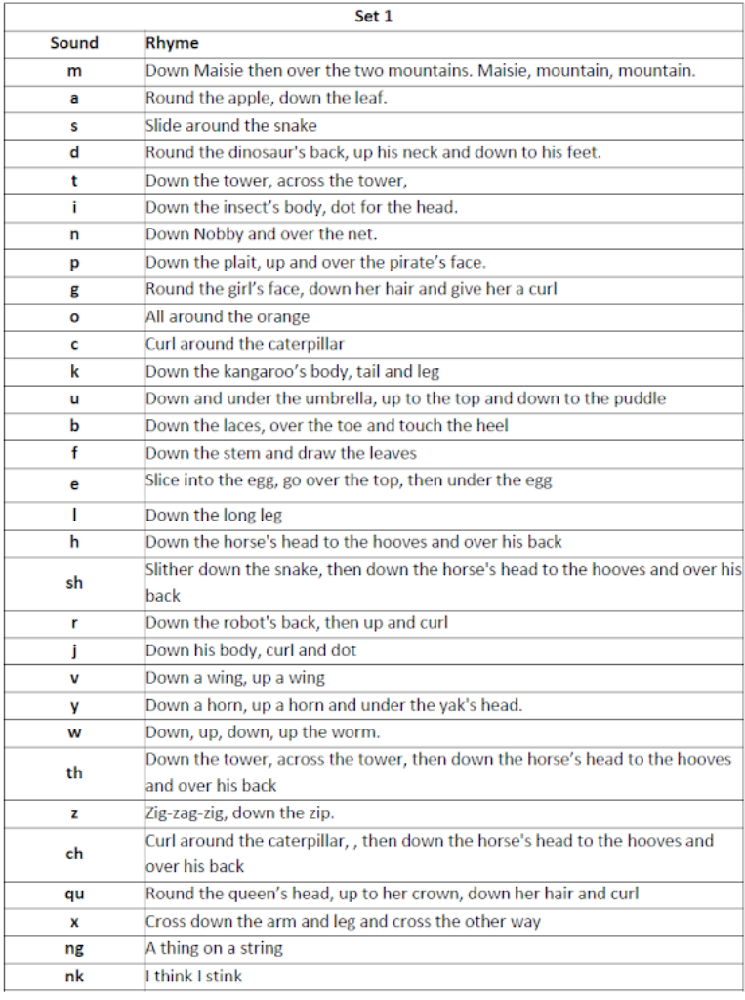 Set 1
Sound Rhyme
m Down Maisie then over the two mountains. Maisie, mountain, mountain.
a Round the apple, down the leaf.
s Slide around the snake
d Round the dinosaur's back, up his neck and down to his feet.
t Down the tower, across the tower,
i Down the insect’s body, dot for the head.
n Down Nobby and over the net.
p Down the plait, up and over the pirate’s face.
g Round the girl’s face, down her hair and give her a curl
o All around the orange
c Curl around the caterpillar
k Down the kangaroo’s body, tail and leg
u Down and under the umbrella, up to the top and down to the puddle
b Down the laces, over the toe and touch the heel
f Down the stem and draw the leaves
e Slice into the egg, go over the top, then under the egg
l Down the long leg
h Down the horse's head to the hooves and over his back
sh Slither down the snake, then down the horse's head to the hooves and over his
back
r Down the robot's back, then up and curl
j Down his body, curl and dot
v Down a wing, up a wing
y Down a horn, up a horn and under the yak's head.
w Down, up, down, up the worm.
th Down the tower, across the tower, then down the horse’s head to the hooves
and over his back
z Zig-zag-zig, down the zip.
ch Curl around the caterpillar, , then down the horse's head to the hooves and
over his back
qu Round the queen’s head, up to her crown, down her hair and curl
x Cross down the arm and leg and cross the other way
ng A thing on a string
nk I think I stink